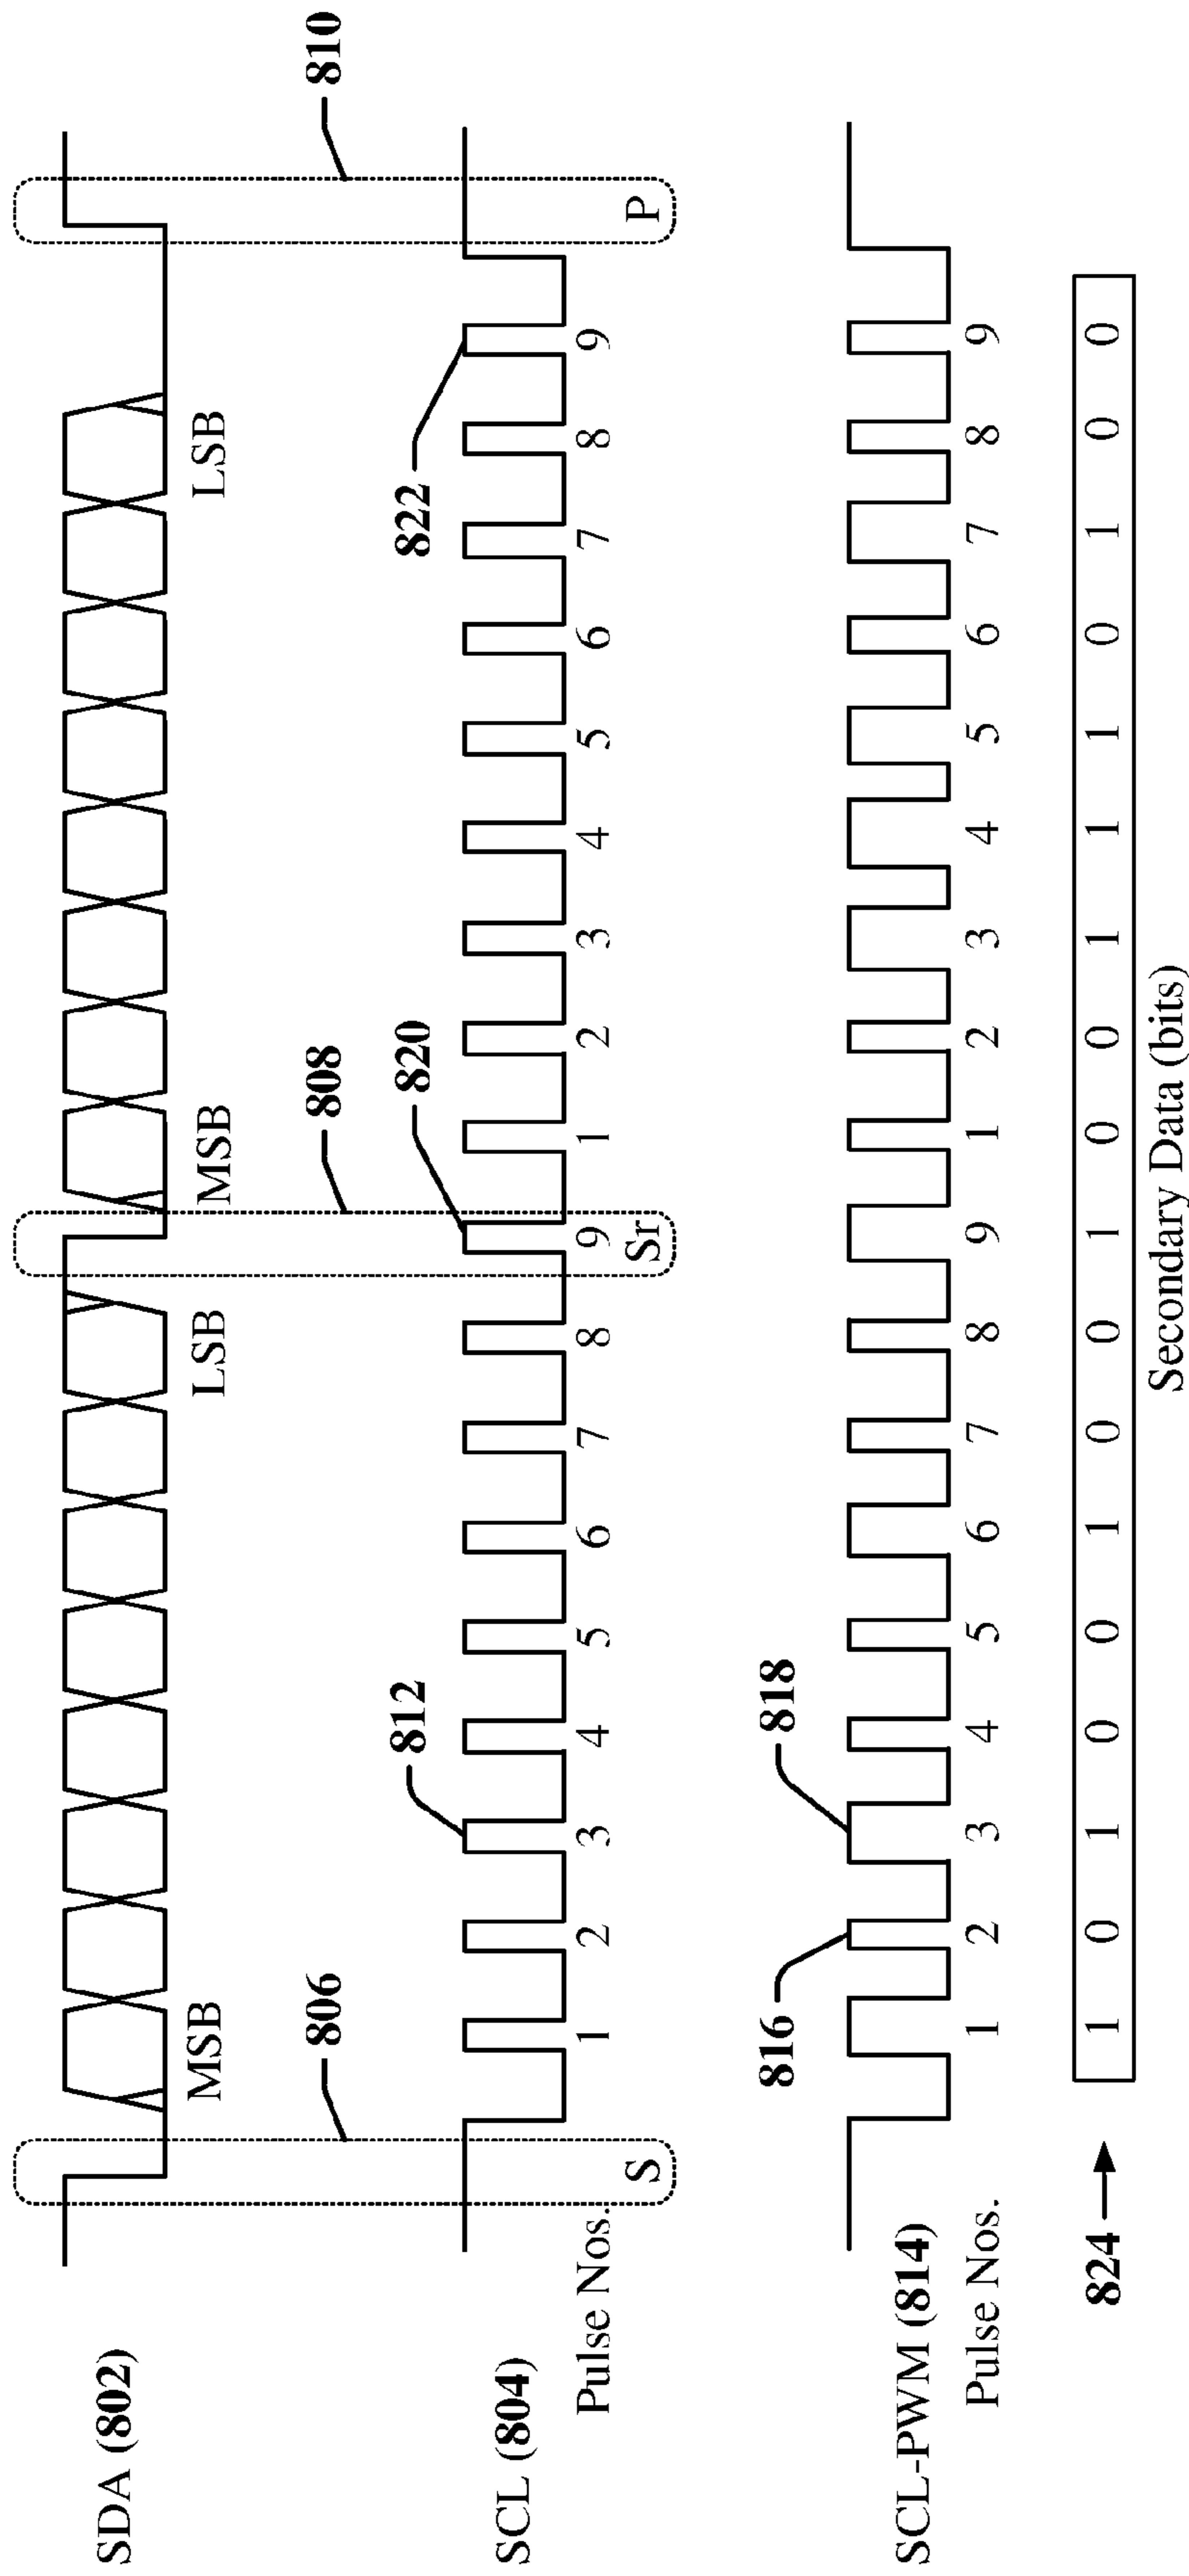 SDA (802)
MSB LSB MSB LSB
806 808 810
812 820 822
SCL (804)
Pulse Nos. 1 2 3 4 5 6 7 8 9 1 2 3 4 5 6 7 8 9
S Sr P
816 818
SCL-PWM (814)
Pulse Nos. 1 2 3 4 5 6 7 8 9 1 2 3 4 5 6 7 8 9
824 1 0 1 0 0 1 0 0 1 0 0 1 1 1 0 1 0 0
Secondary Data (bits)